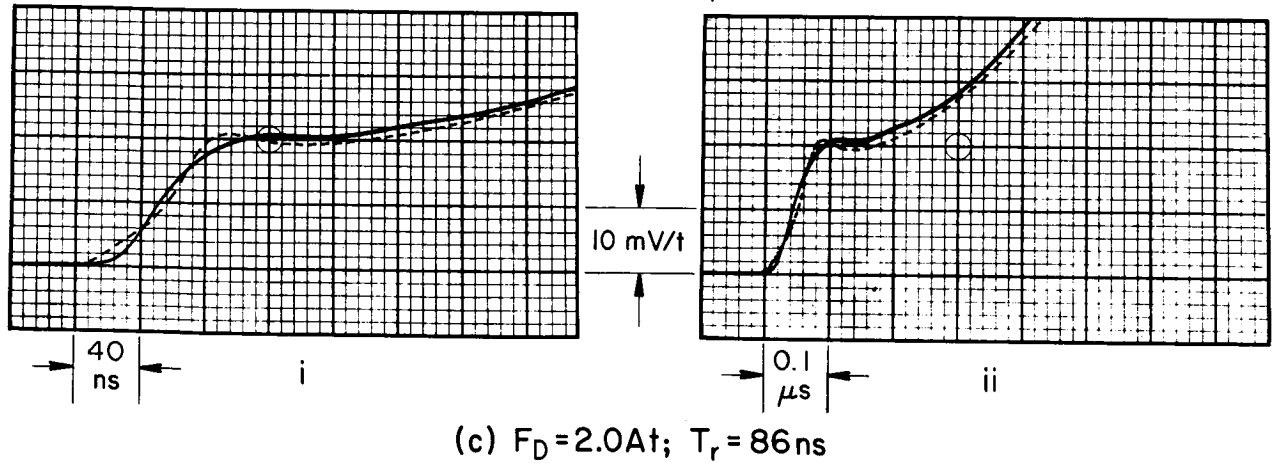 10 mV/t
40
ns
i
0.1
μs
ii
(c) F_D = 2.0At; T_r = 86ns